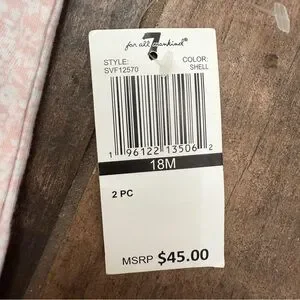 7
for all mankind®
STYLE: COLOR:
SVF12570 SHELL
1 96122 13506 2
18M
2 PC
MSRP $45.00